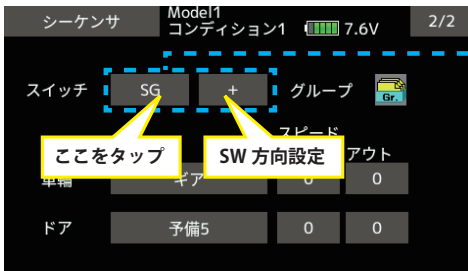 シーケンサ Model1 コンディション1 7.6V 2/2
スイッチ SG + グループ Gr.
ここをタップ SW 方向設定
スピード
アウト
車輪 ギア 0 0
ドア 予備5 0 0